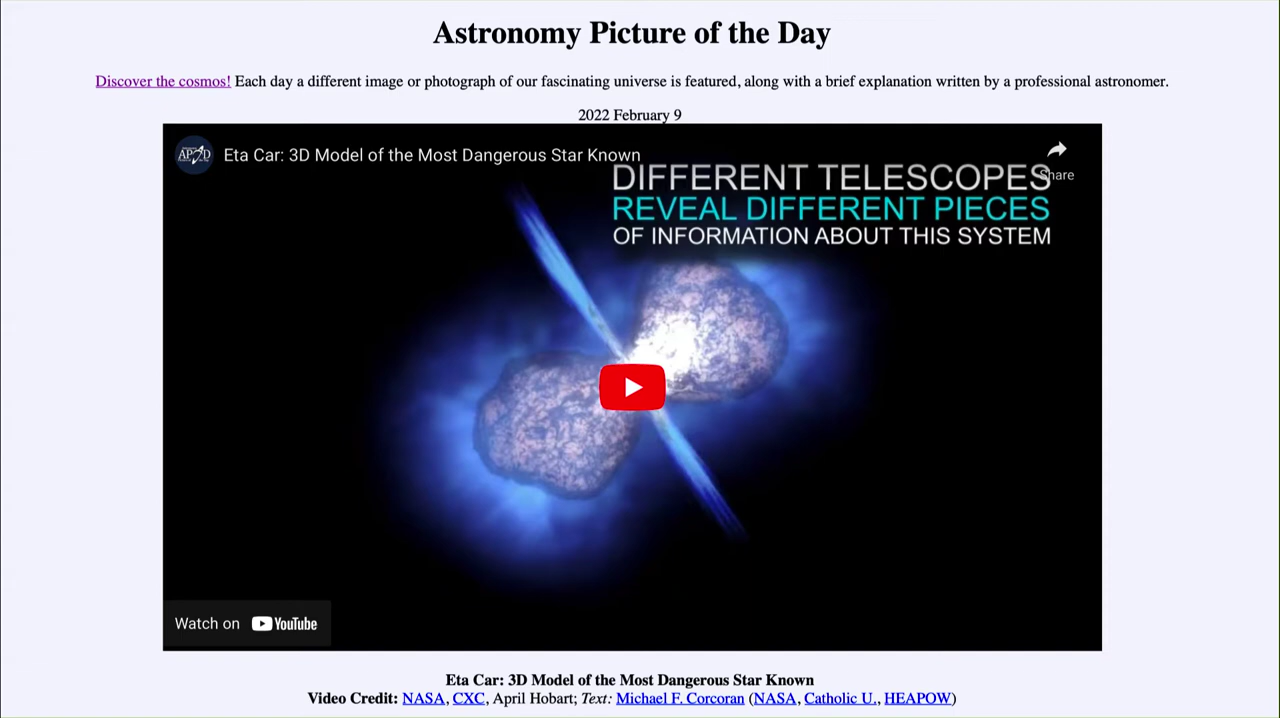 Astronomy Picture of the Day
Discover the cosmos! Each day a different image or photograph of our fascinating universe is featured, along with a brief explanation written by a professional astronomer.
2022 February 9
APOD Eta Car: 3D Model of the Most Dangerous Star Known
Share
DIFFERENT TELESCOPES
REVEAL DIFFERENT PIECES
OF INFORMATION ABOUT THIS SYSTEM
Watch on YouTube
Eta Car: 3D Model of the Most Dangerous Star Known
Video Credit: NASA, CXC, April Hobart; Text: Michael F. Corcoran (NASA, Catholic U., HEAPOW)